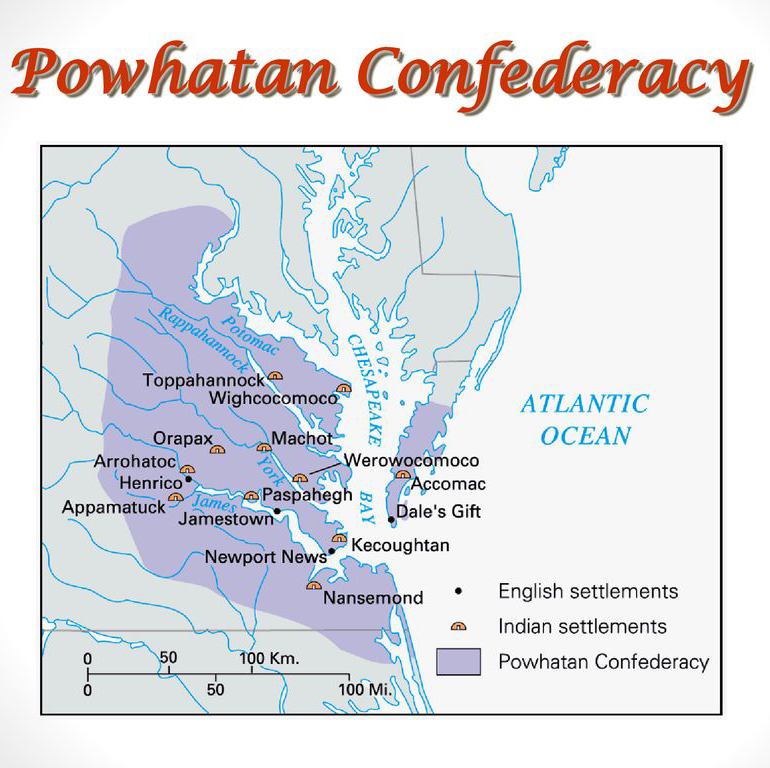 Powhatan Confederacy
Potomac
Rappahannock
CHESAPEAKE
BAY
Toppahannock
Wighcocomoco
ATLANTIC
OCEAN
Orapax
Machot
Werowocomoco
Arrohatoc
York
Henrico
Accomac
Appamatuck
James
Paspahegh
Jamestown
Dale's Gift
Newport News
Kecoughtan
Nansemond
English settlements
Indian settlements
Powhatan Confederacy
0 50 100 Km.
0 50 100 Mi.